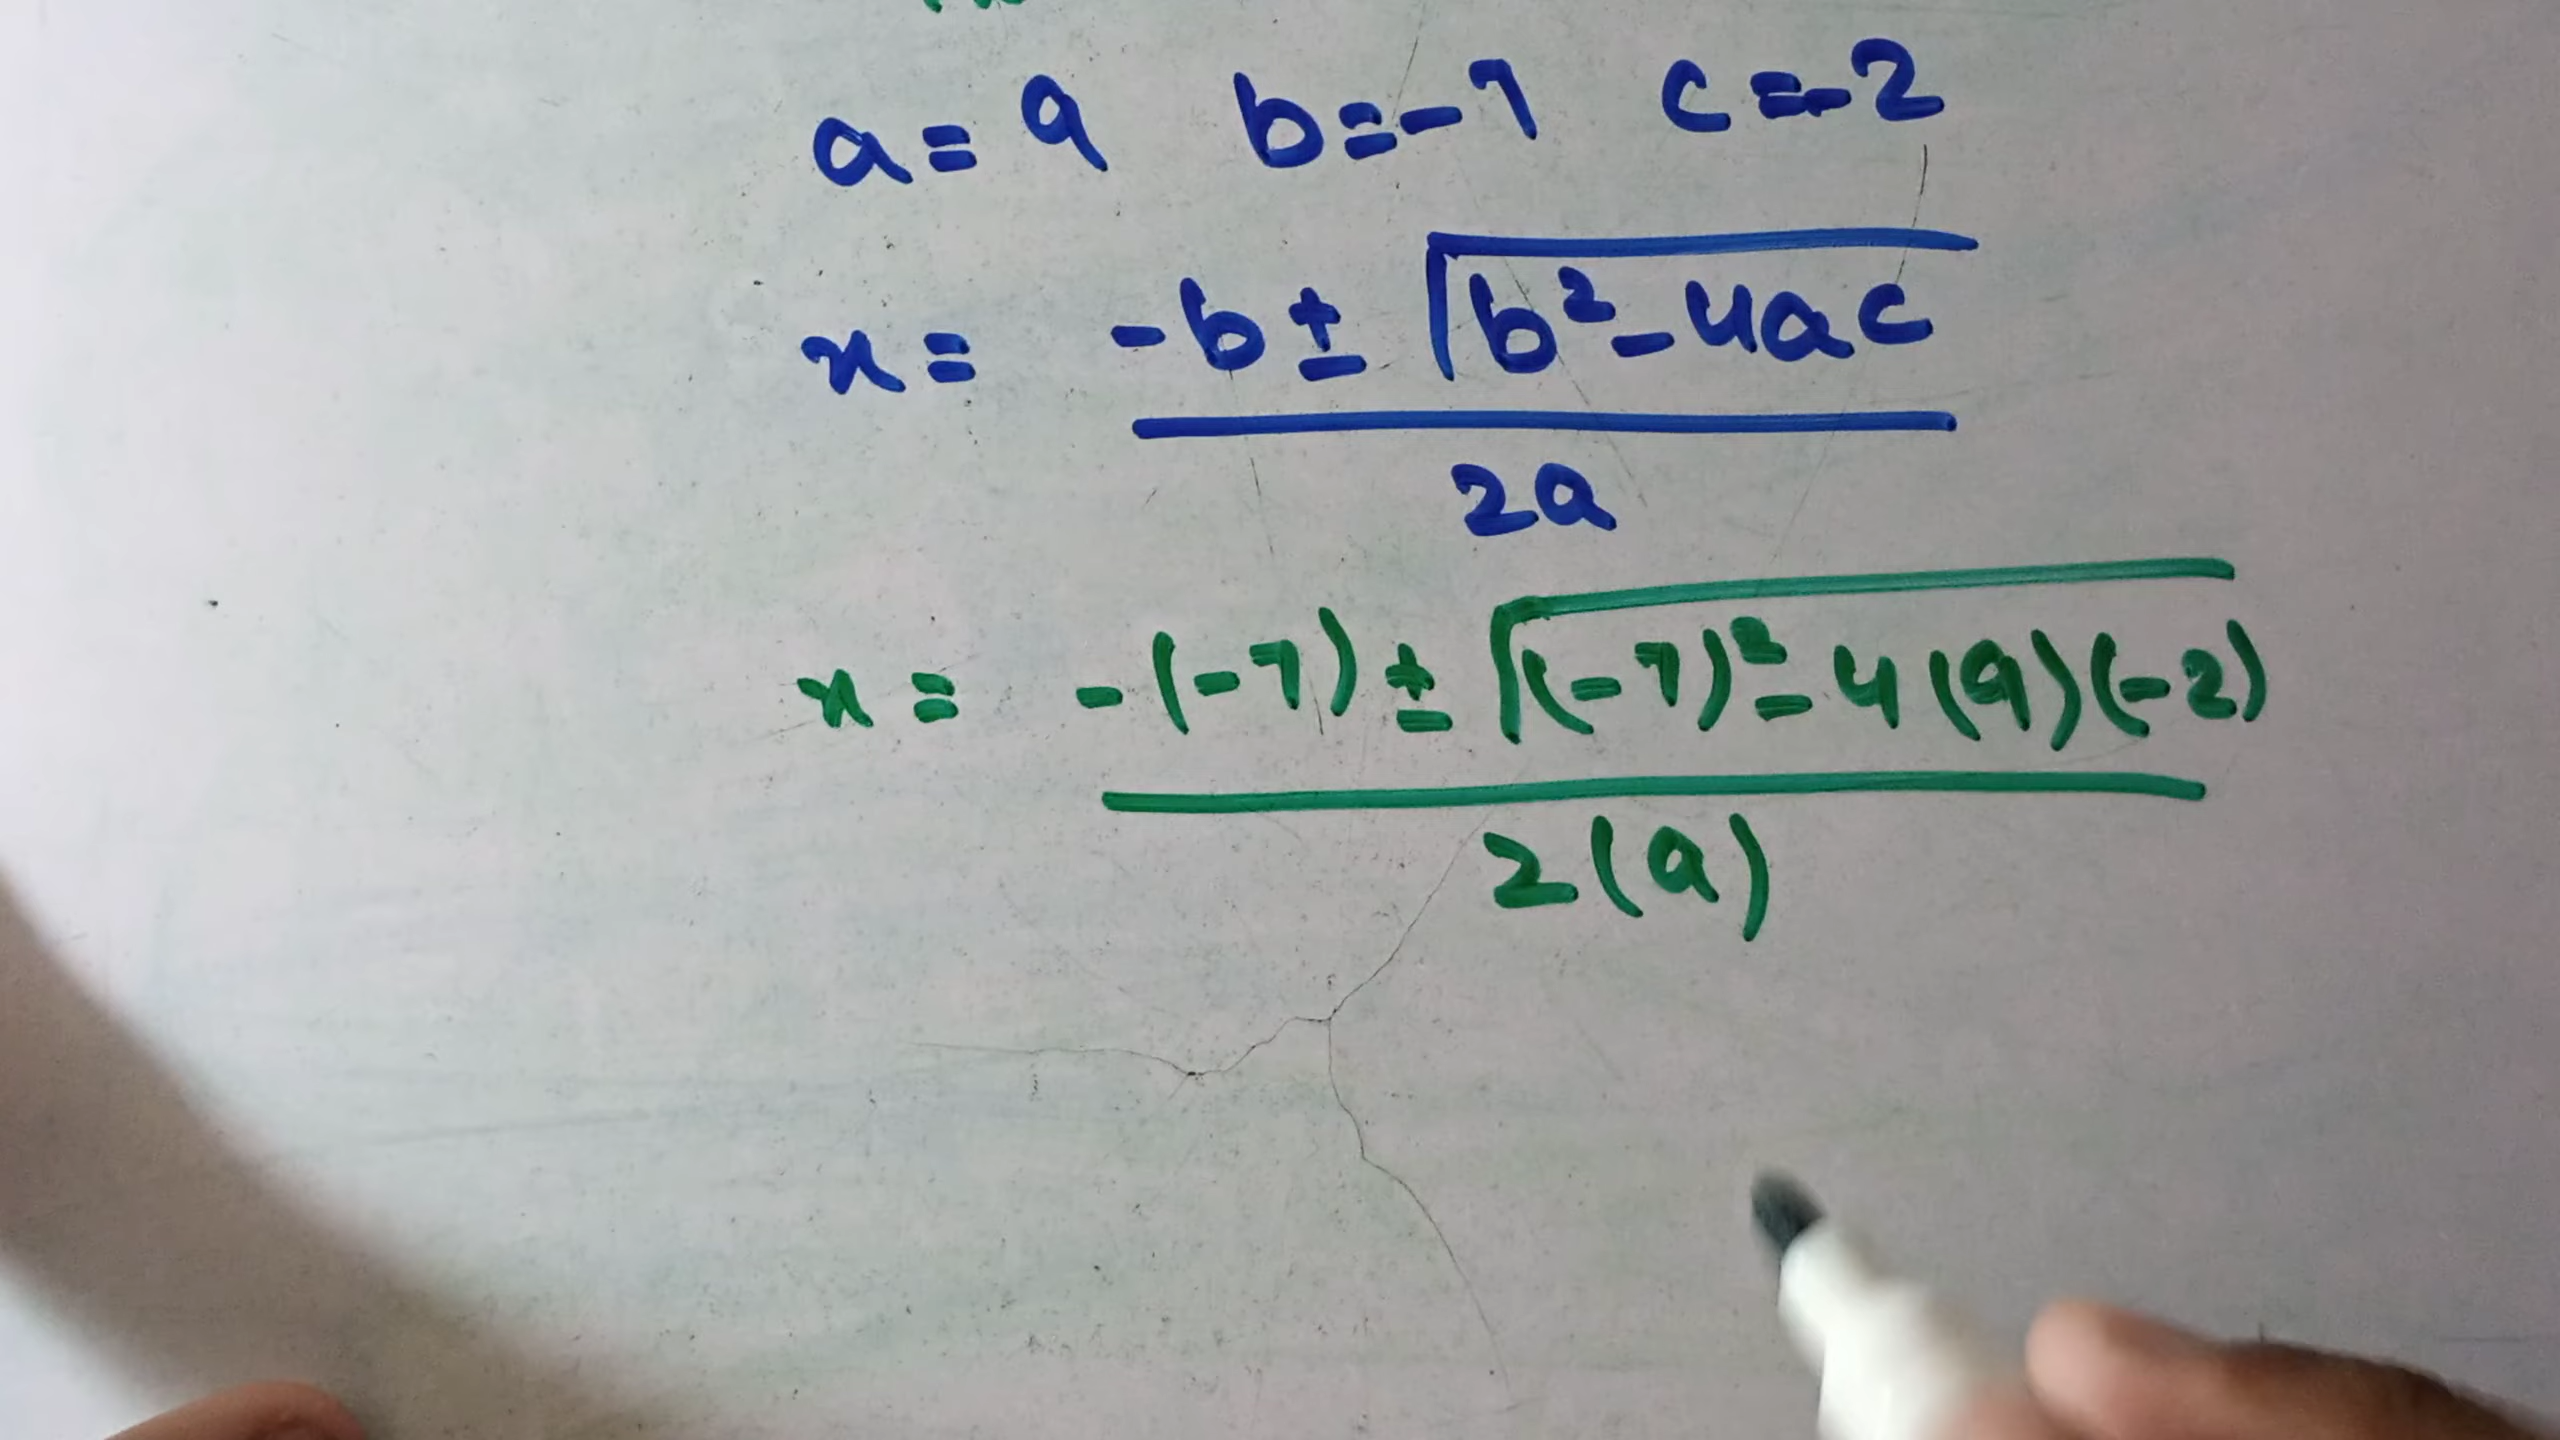 a = 9 b = -7 c = -2
x = -b ± √b² - 4ac
2a
x = -(-7) ± √(-7)² - 4(9)(-2)
2(9)